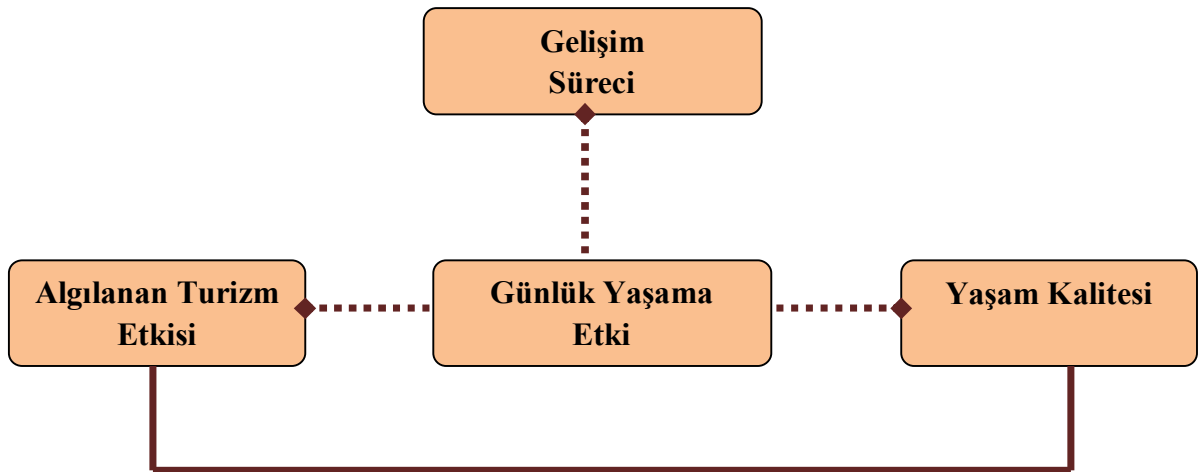 Gelişim
Süreci
Algılanan Turizm
Etkisi
Günlük Yaşama
Etki
Yaşam Kalitesi